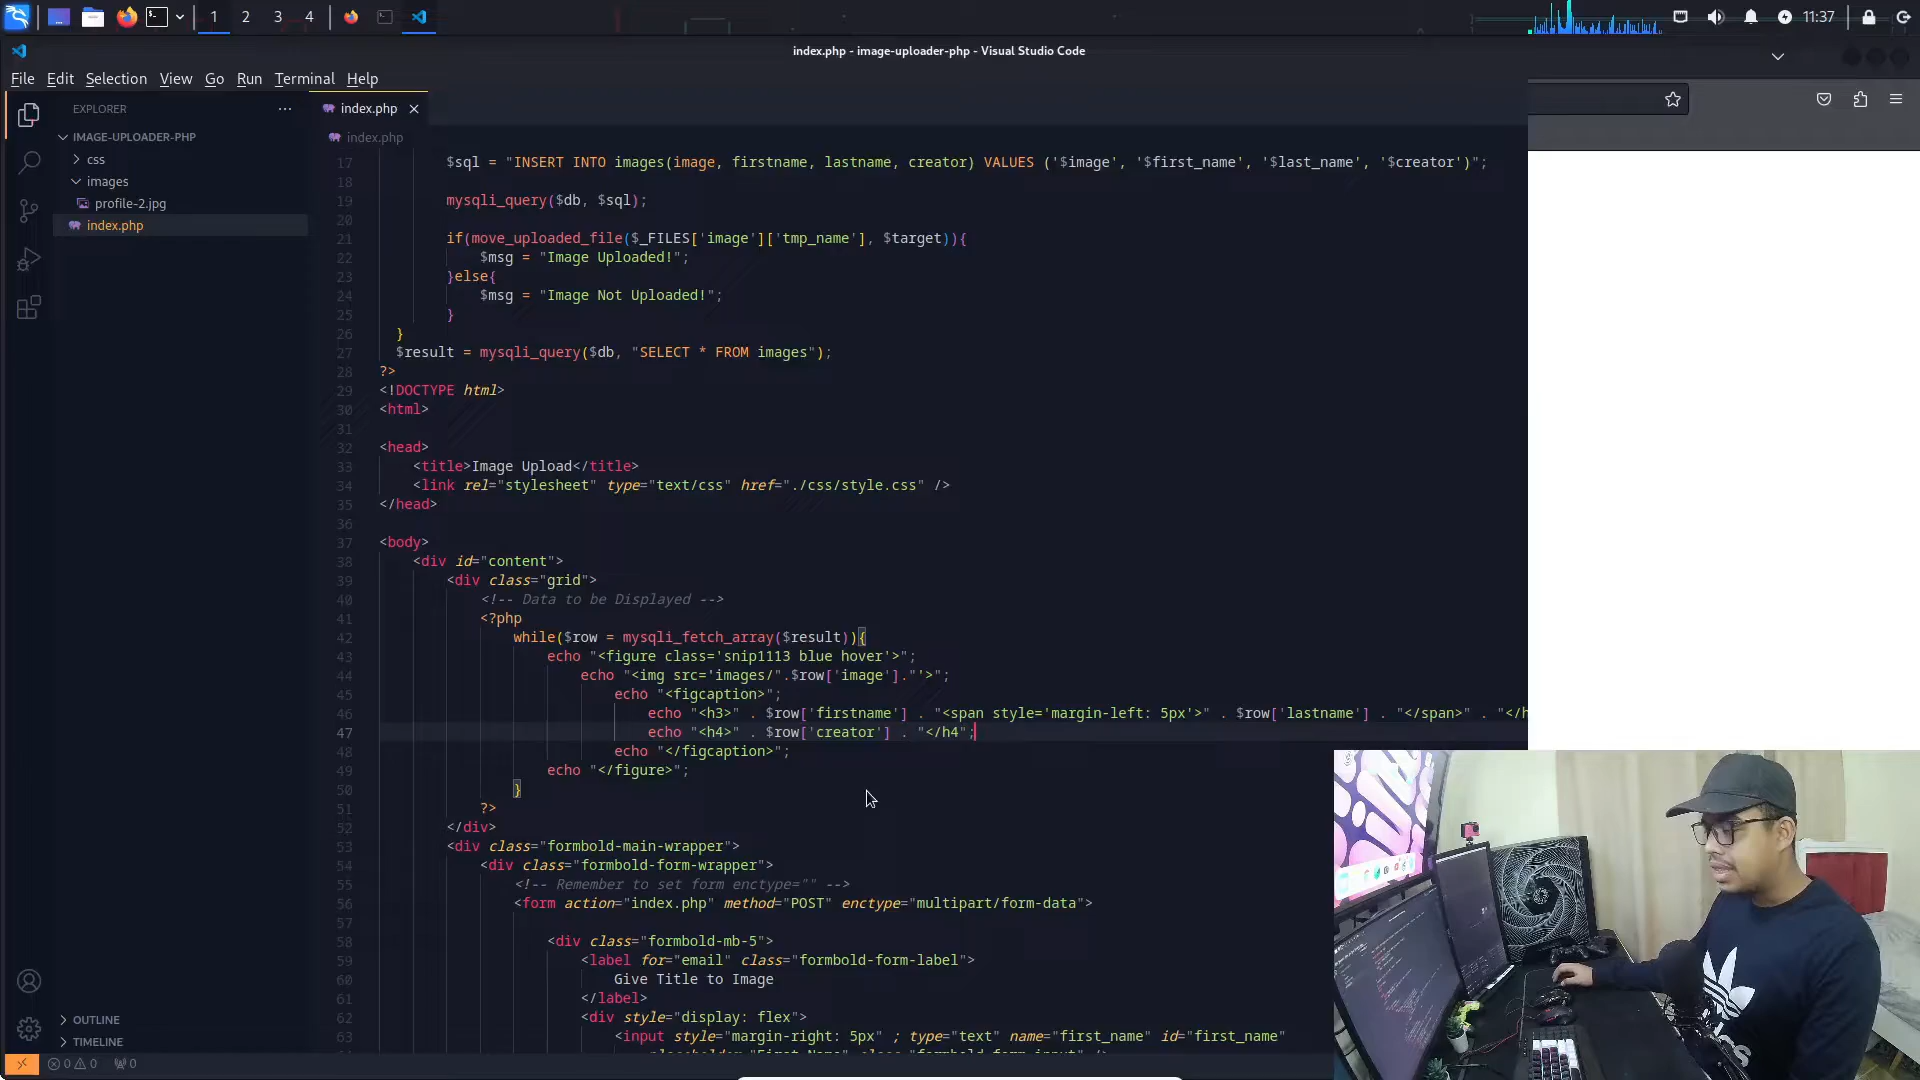 1 2 3 4
11:37
index.php - image-uploader-php - Visual Studio Code
File Edit Selection View Go Run Terminal Help
EXPLORER
index.php
IMAGE-UPLOADER-PHP
index.php
css
images
profile-2.jpg
index.php
17 $sql = "INSERT INTO images(image, firstname, lastname, creator) VALUES ('$image', '$first_name', '$last_name', '$creator')";
18
19 mysqli_query($db, $sql);
20
21 if(move_uploaded_file($_FILES['image']['tmp_name'], $target)){
22 $msg = "Image Uploaded!";
23 }else{
24 $msg = "Image Not Uploaded!";
25 }
26 }
27 $result = mysqli_query($db, "SELECT * FROM images");
28 ?>
29 <!DOCTYPE html>
30 <html>
31
32 <head>
33 <title>Image Upload</title>
34 <link rel="stylesheet" type="text/css" href="./css/style.css" />
35 </head>
36
37 <body>
38 <div id="content">
39 <div class="grid">
40 <!-- Data to be Displayed -->
41 <?php
42 while($row = mysqli_fetch_array($result)){
43 echo "<figure class='snip1113 blue hover'>";
44 echo "<img src='images/".$row['image']."'>";
45 echo "<figcaption>";
46 echo "<h3>" . $row['firstname'] . "<span style='margin-left: 5px'>" . $row['lastname'] . "</span>" . "</h
47 echo "<h4>" . $row['creator'] . "</h4";
48 echo "</figcaption>";
49 echo "</figure>";
50 }
51 ?>
52 </div>
53 <div class="formbold-main-wrapper">
54 <div class="formbold-form-wrapper">
55 <!-- Remember to set form enctype="" -->
56 <form action="index.php" method="POST" enctype="multipart/form-data">
57
58 <div class="formbold-mb-5">
59 <label for="email" class="formbold-form-label">
60 Give Title to Image
61 </label>
62 <div style="display: flex">
63 <input style="margin-right: 5px" ; type="text" name="first_name" id="first_name"
OUTLINE
TIMELINE
0 0 0